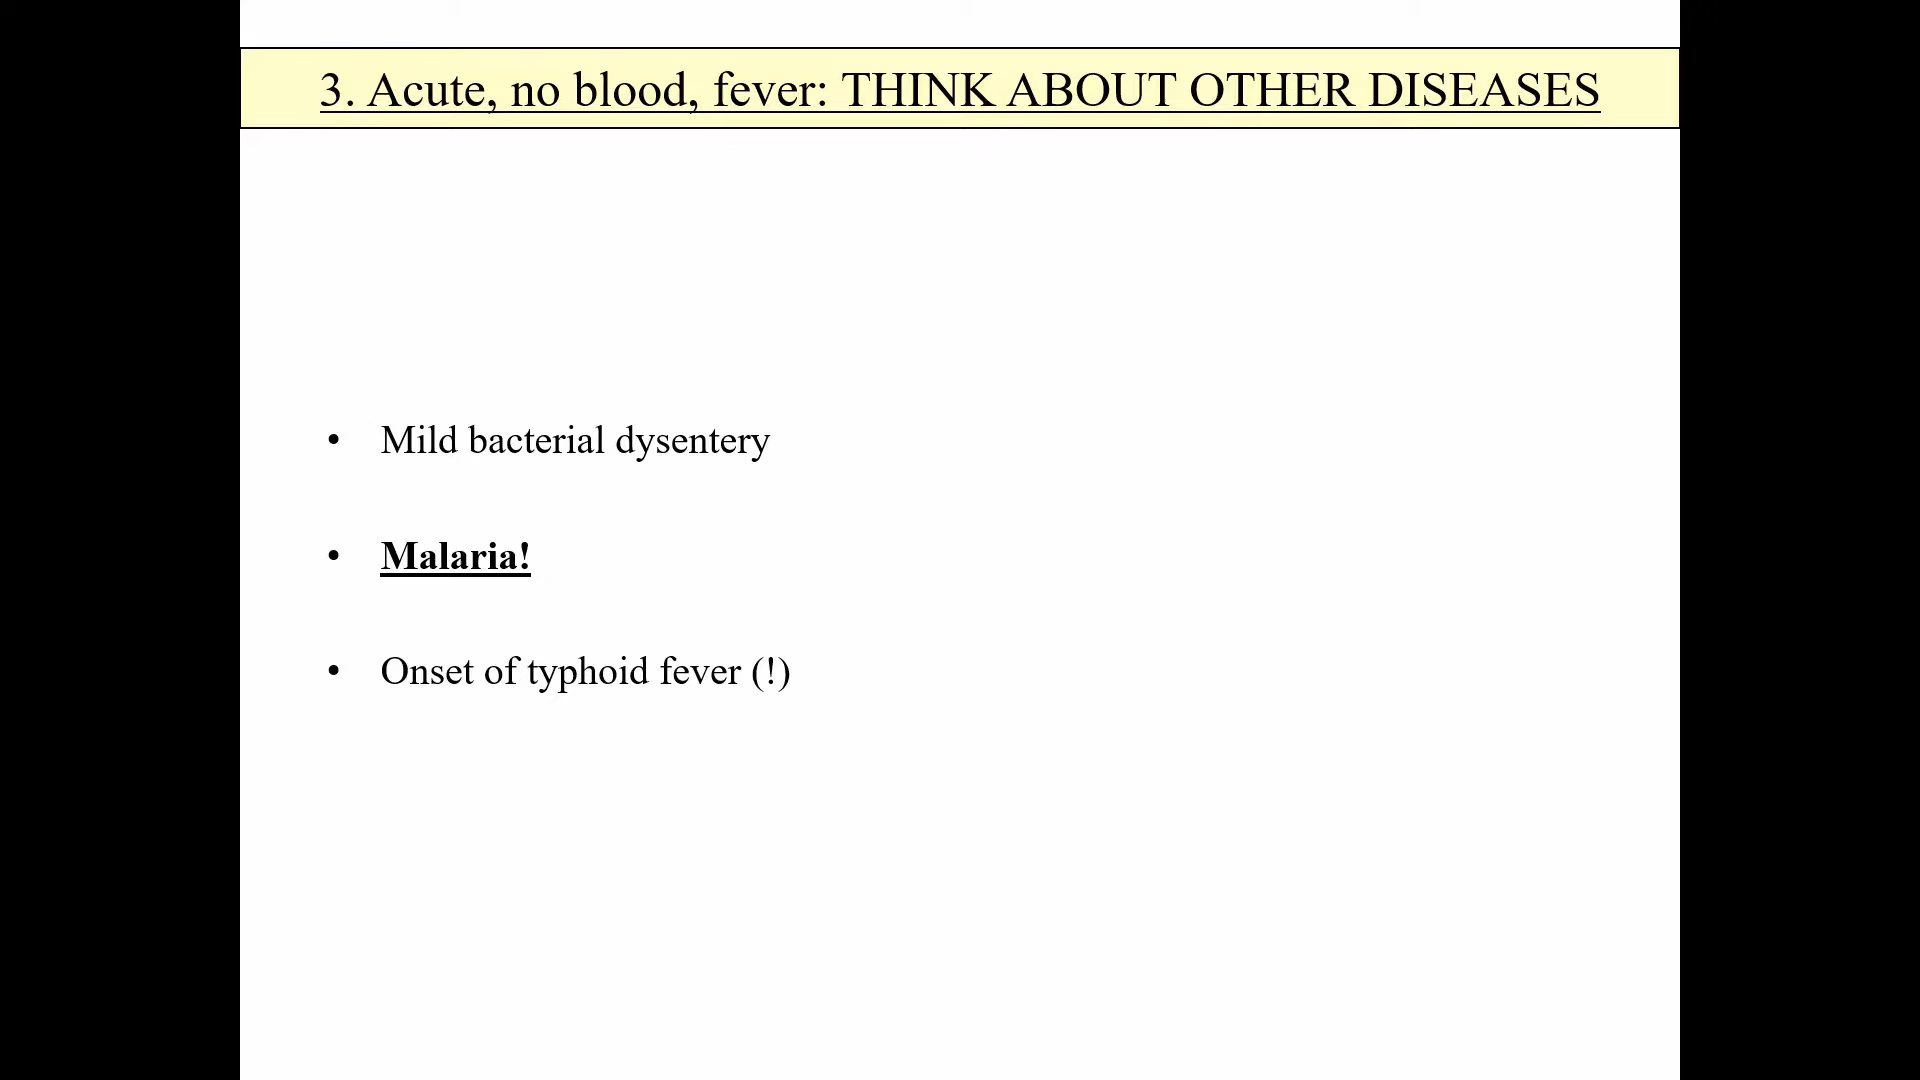 3. Acute, no blood, fever: THINK ABOUT OTHER DISEASES
• Mild bacterial dysentery
• Malaria!
• Onset of typhoid fever (!)